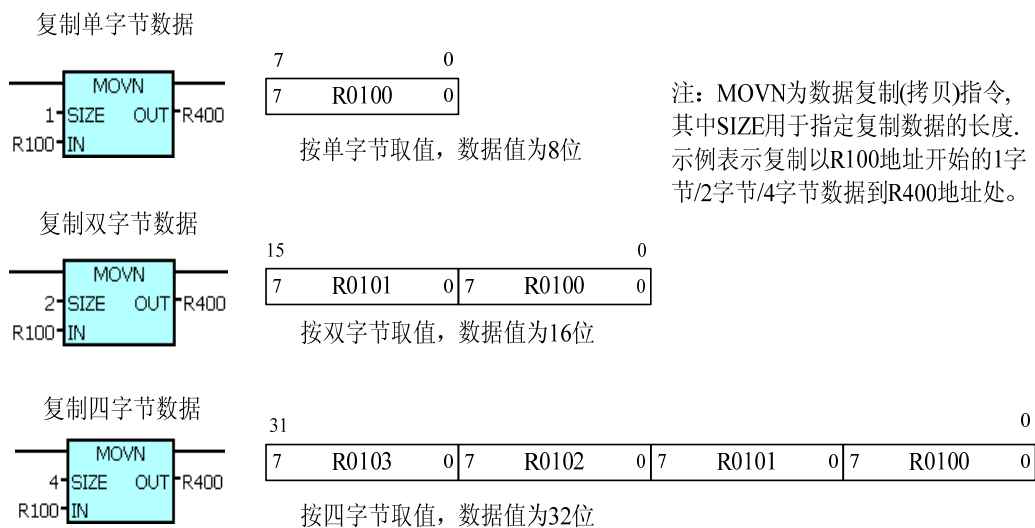 复制单字节数据
MOVN
1 SIZE OUT R400
R100 IN
7 0
7 R0100 0
按单字节取值，数据值为8位
注：MOVN为数据复制(拷贝)指令,
其中SIZE用于指定复制数据的长度.
示例表示复制以R100地址开始的1字
节/2字节/4字节数据到R400地址处。
复制双字节数据
MOVN
2 SIZE OUT R400
R100 IN
15 0
7 R0101 0 7 R0100 0
按双字节取值，数据值为16位
复制四字节数据
MOVN
4 SIZE OUT R400
R100 IN
31 0
7 R0103 0 7 R0102 0 7 R0101 0 7 R0100 0
按四字节取值，数据值为32位